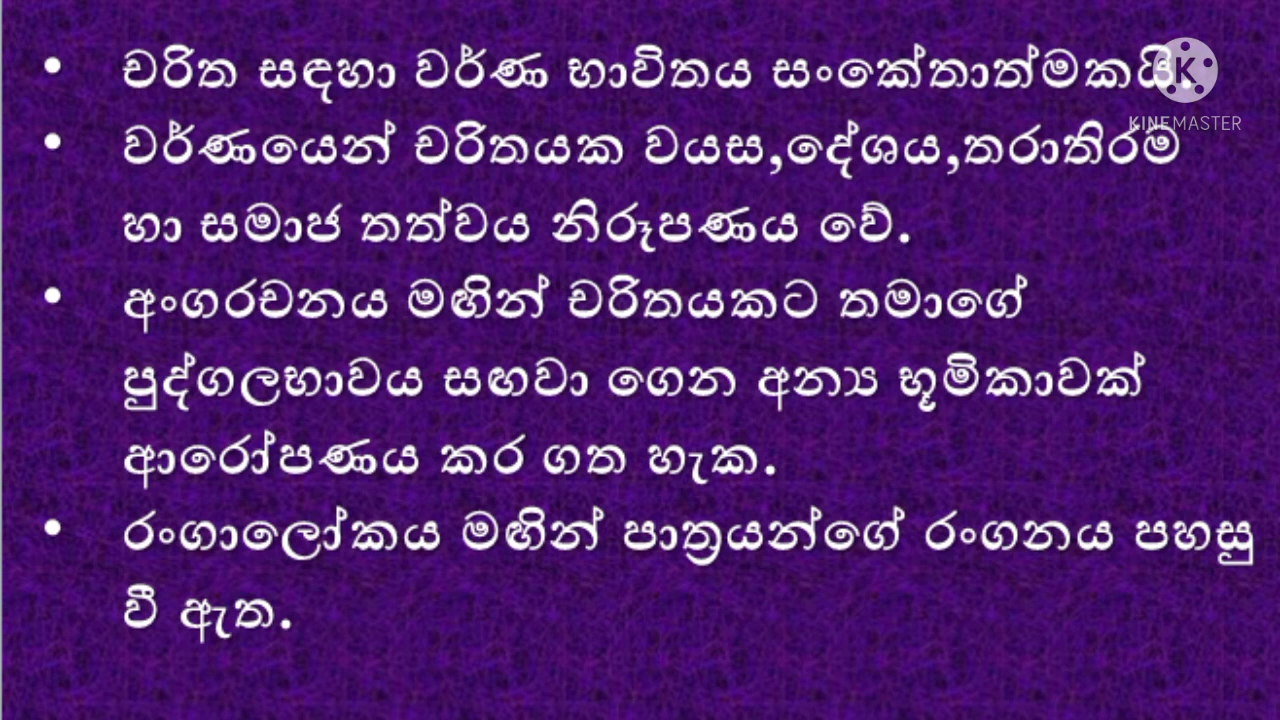 • චරිත සඳහා වර්ණ භාවිතය සංකේතාත්මකයි.
• වර්ණයෙන් චරිතයක වයස,දේශය,තරාතිරම
හා සමාජ තත්වය නිරූපණය වේ.
• අංගරචනය මඟින් චරිතයකට තමාගේ
පුද්ගලභාවය සඟවා ගෙන අන්‍ය භූමිකාවක්
ආරෝපණය කර ගත හැක.
• රංගාලෝකය මඟින් පාත්‍රයන්ගේ රංගනය පහසු
වී ඇත.
KINEMASTER